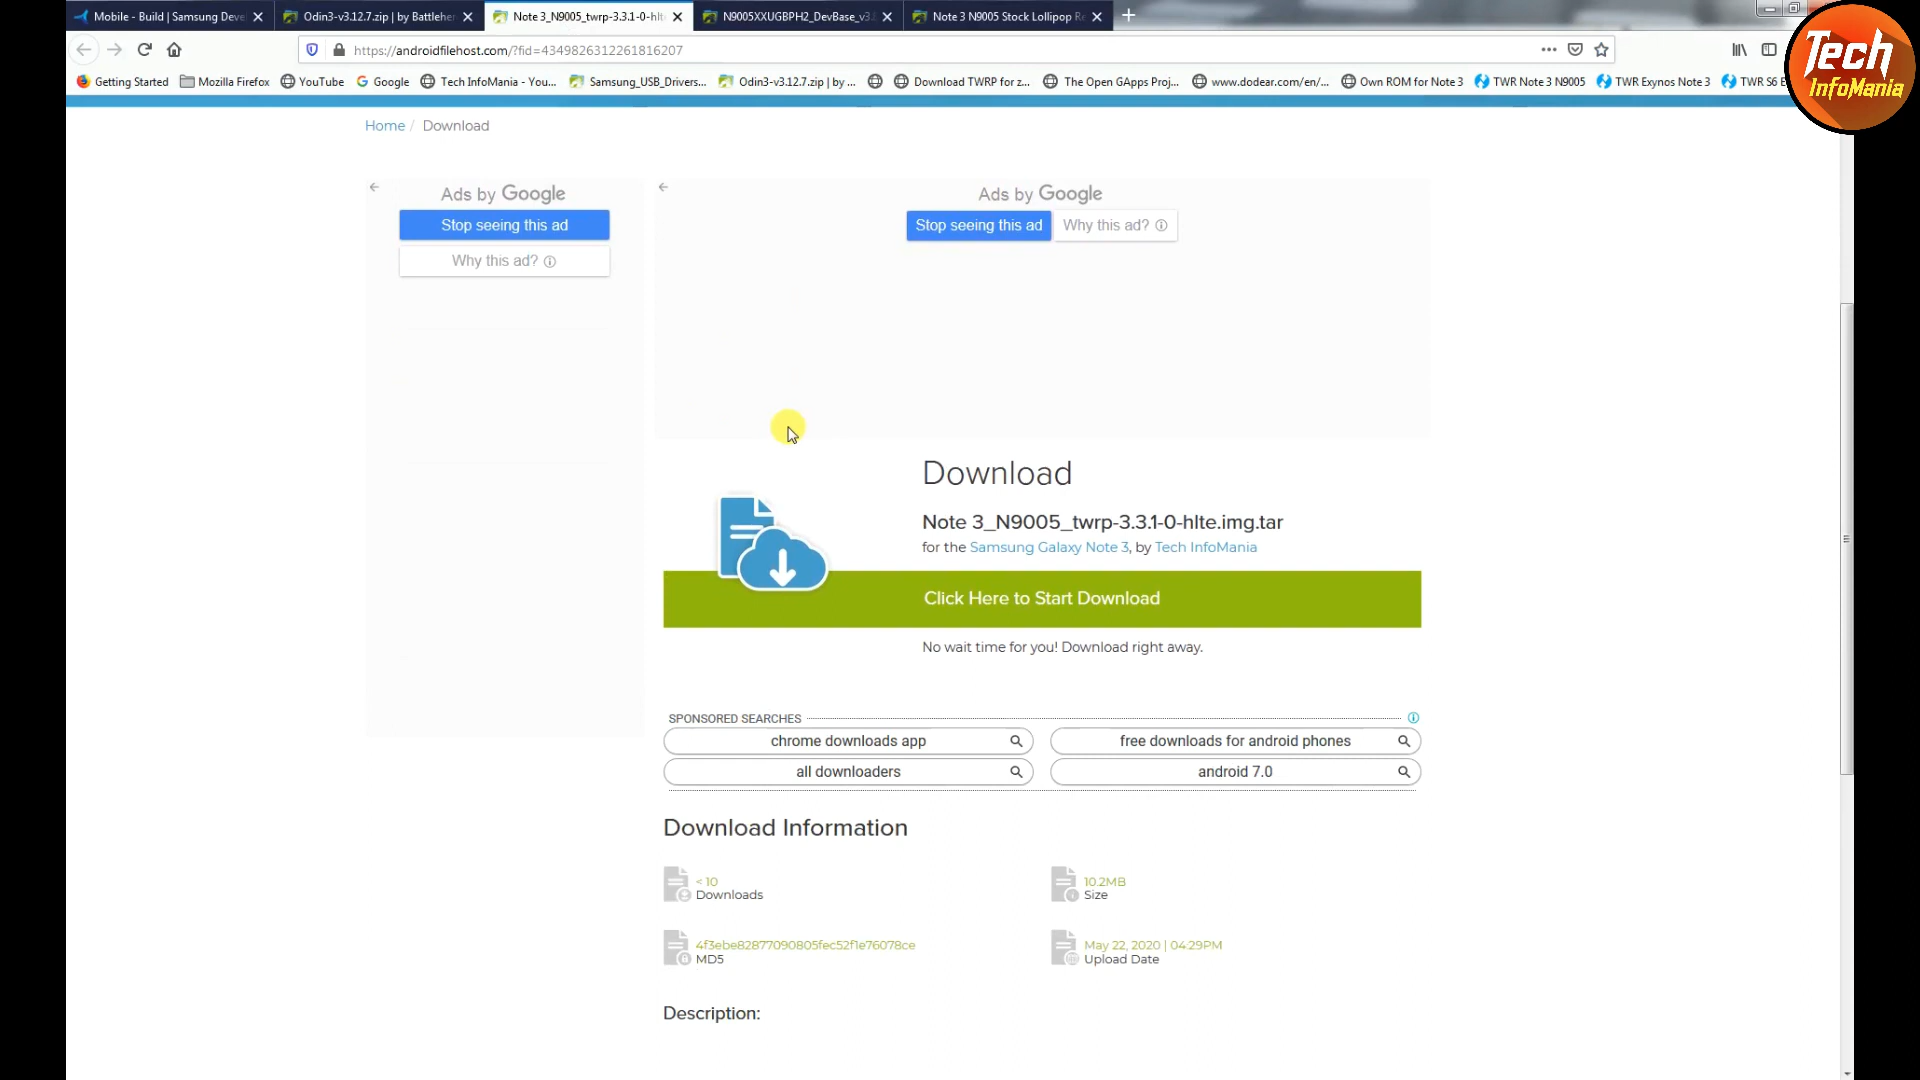 Mobile - Build | Samsung Deve
Odin3-v3.12.7.zip | by Battlehe
Note 3_N9005_twrp-3.3.1-0-hlt
N9005XXUGBPH2_DevBase_v3.
Note 3 N9005 Stock Lollipop R
https://androidfilehost.com/?fid=4349826312261816207
Getting Started
Mozilla Firefox
YouTube
Google
Tech InfoMania - You...
Samsung_USB_Drivers...
Odin3-v3.12.7.zip | by ...
Download TWRP for z...
The Open GApps Proj...
www.dodear.com/en/...
Own ROM for Note 3
TWR Note 3 N9005
TWR Exynos Note 3
TWR S6 E
Tech
InfoMania
Home / Download
Ads by Google
Stop seeing this ad
Why this ad?
Ads by Google
Stop seeing this ad
Why this ad?
Download
Note 3_N9005_twrp-3.3.1-0-hlte.img.tar
for the Samsung Galaxy Note 3, by Tech InfoMania
Click Here to Start Download
No wait time for you! Download right away.
SPONSORED SEARCHES
chrome downloads app
free downloads for android phones
all downloaders
android 7.0
Download Information
< 10
Downloads
10.2MB
Size
4f3ebe82877090805fec52f1e76078ce
MD5
May 22, 2020 | 04:29PM
Upload Date
Description: